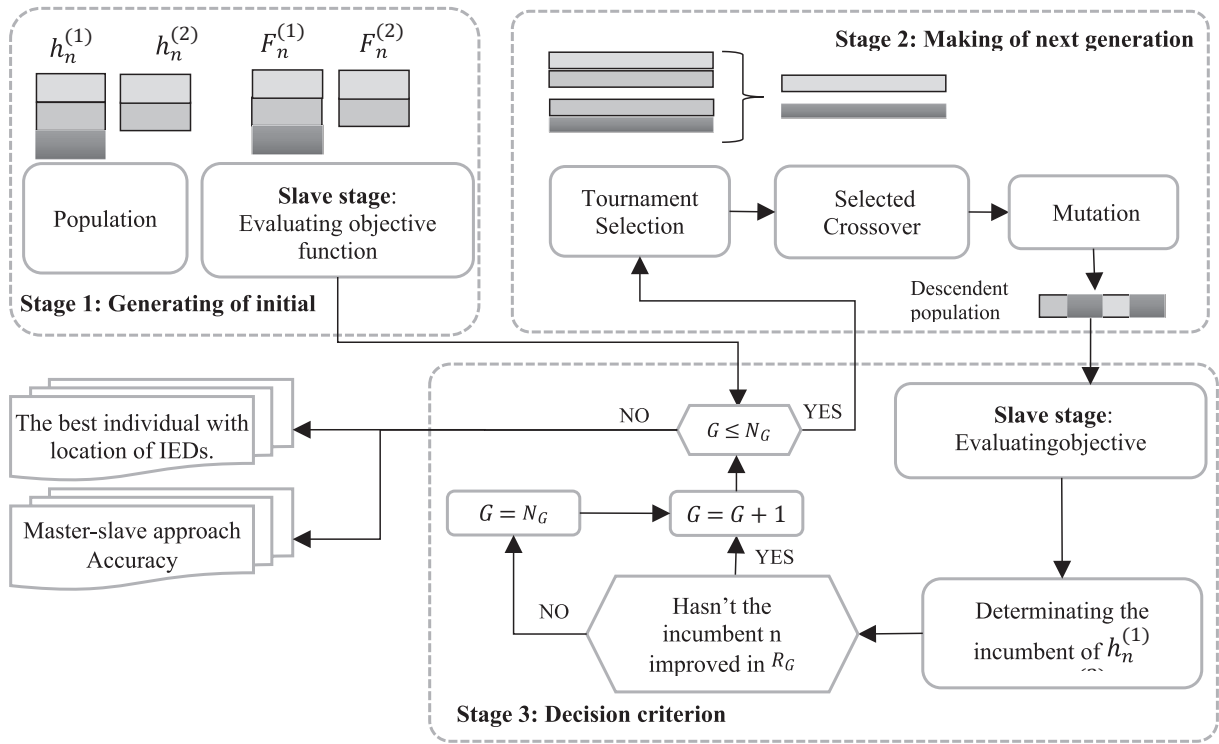 h_n^{(1)} h_n^{(2)} F_n^{(1)} F_n^{(2)}
Population
Slave stage:
Evaluating objective
function
Stage 1: Generating of initial
Stage 2: Making of next generation
Tournament
Selection
Selected
Crossover
Mutation
Descendent
population
The best individual with
location of IEDs.
Master-slave approach
Accuracy
NO
G ≤ N_G
YES
G = N_G
G = G + 1
YES
NO
Hasn't the
incumbent n
improved in R_G
Slave stage:
Evaluatingobjective
Determinating the
incumbent of h_n^{(1)}
Stage 3: Decision criterion